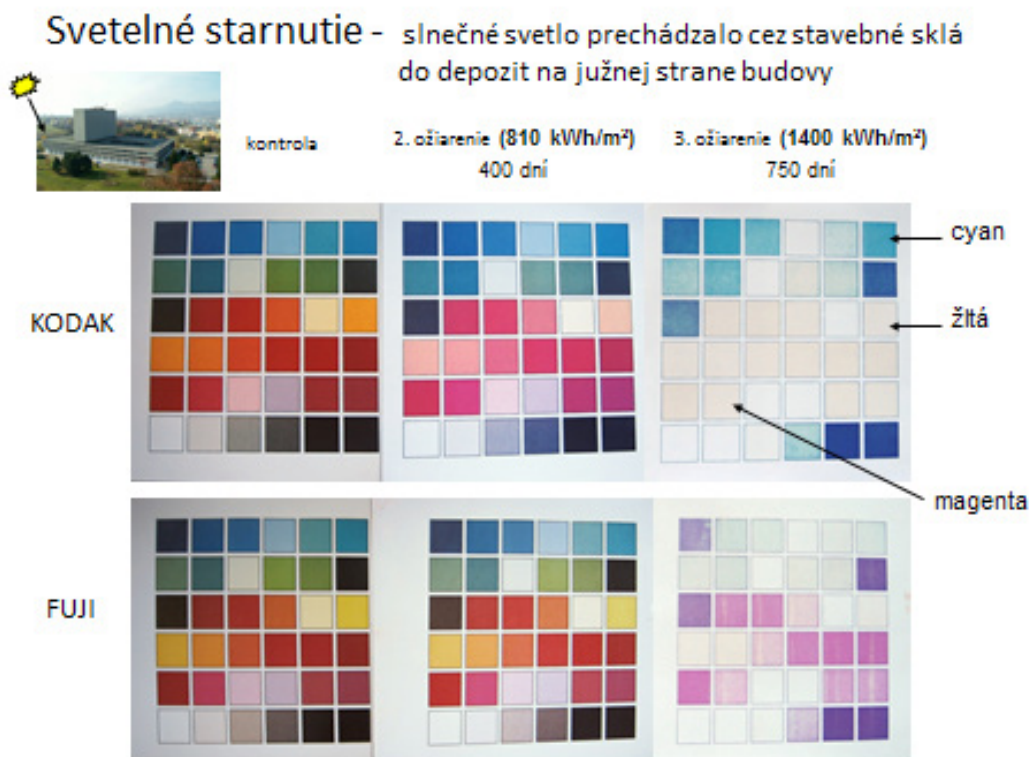 Svetelné starnutie - slnečné svetlo prechádzalo cez stavebné sklá
do depozit na južnej strane budovy
kontrola
2. ožiarenie (810 kWh/m²)
400 dní
3. ožiarenie (1400 kWh/m²)
750 dní
cyan
KODAK
žltá
magenta
FUJI